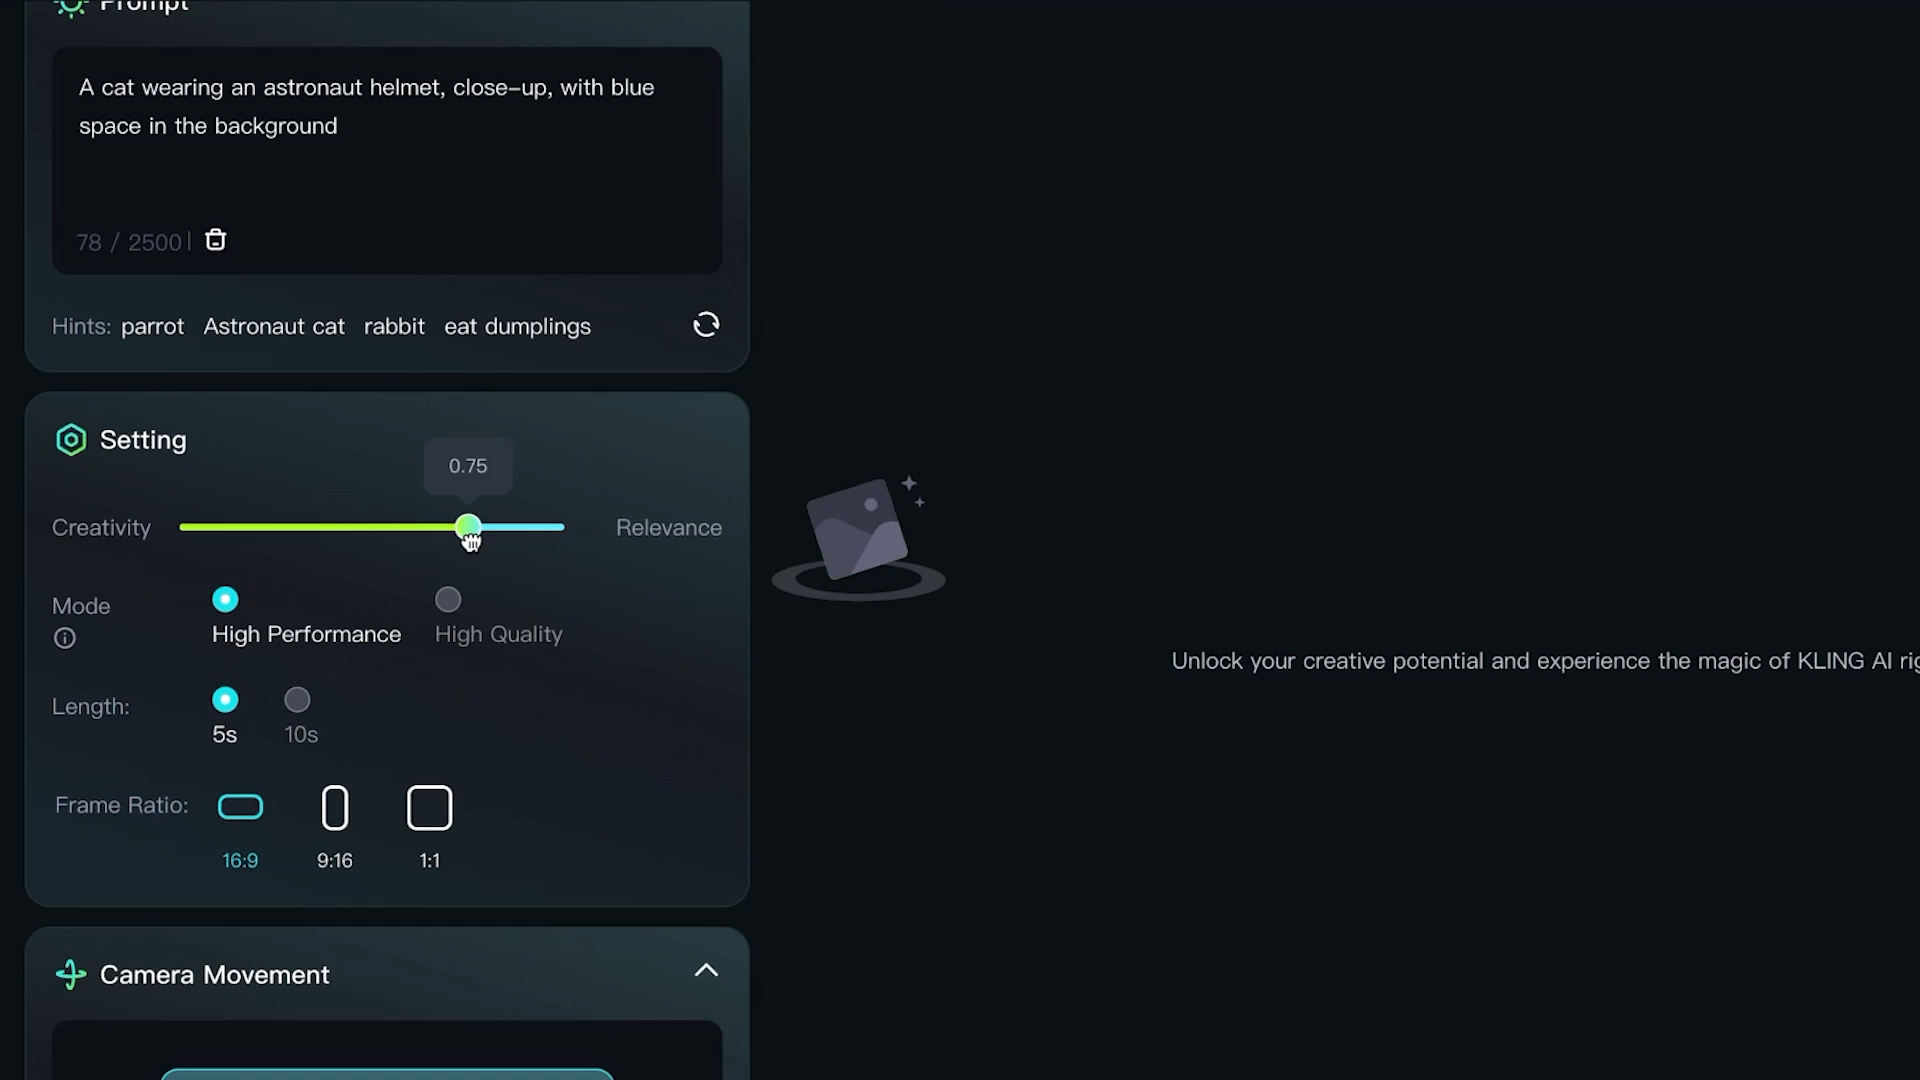 Prompt
A cat wearing an astronaut helmet, close-up, with blue
space in the background
78 / 2500
Hints: parrot Astronaut cat rabbit eat dumplings
Setting
0.75
Creativity Relevance
Mode
High Performance High Quality
Length:
5s 10s
Frame Ratio:
16:9 9:16 1:1
Unlock your creative potential and experience the magic of KLING AI
Camera Movement